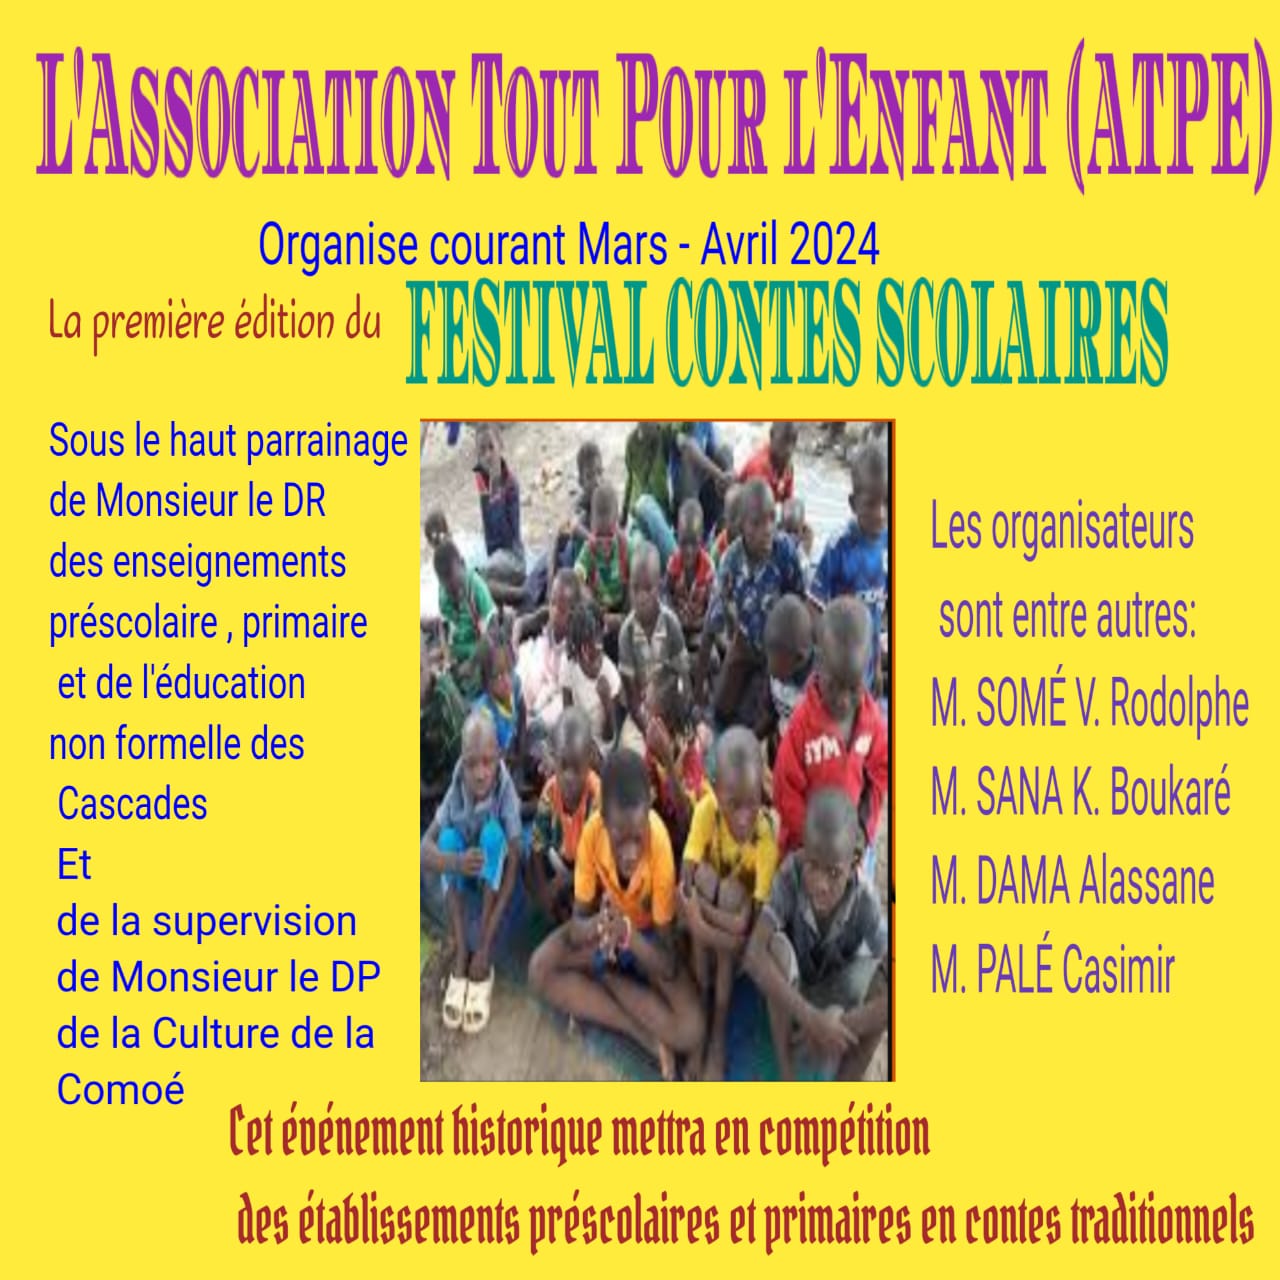 L'Association Tout Pour l'Enfant (ATPE)
Organise courant Mars - Avril 2024
La première édition du FESTIVAL CONTES SCOLAIRES
Sous le haut parrainage
de Monsieur le DR
des enseignements
préscolaire , primaire
et de l'éducation
non formelle des
Cascades
Et
de la supervision
de Monsieur le DP
de la Culture de la
Comoé
Les organisateurs
sont entre autres:
M. SOMÉ V. Rodolphe
M. SANA K. Boukaré
M. DAMA Alassane
M. PALÉ Casimir
Cet événement historique mettra en compétition
des établissements préscolaires et primaires en contes traditionnels